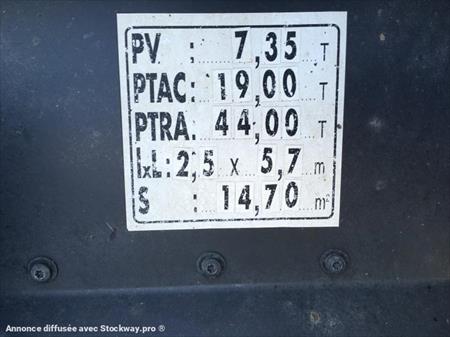 PV : 7,35 T
PTAC : 19,00 T
PTRA : 44,00 T
lxL : 2,5 x 5,7 m
S : 14,70 m²
Annonce diffusée avec Stockway.pro ®